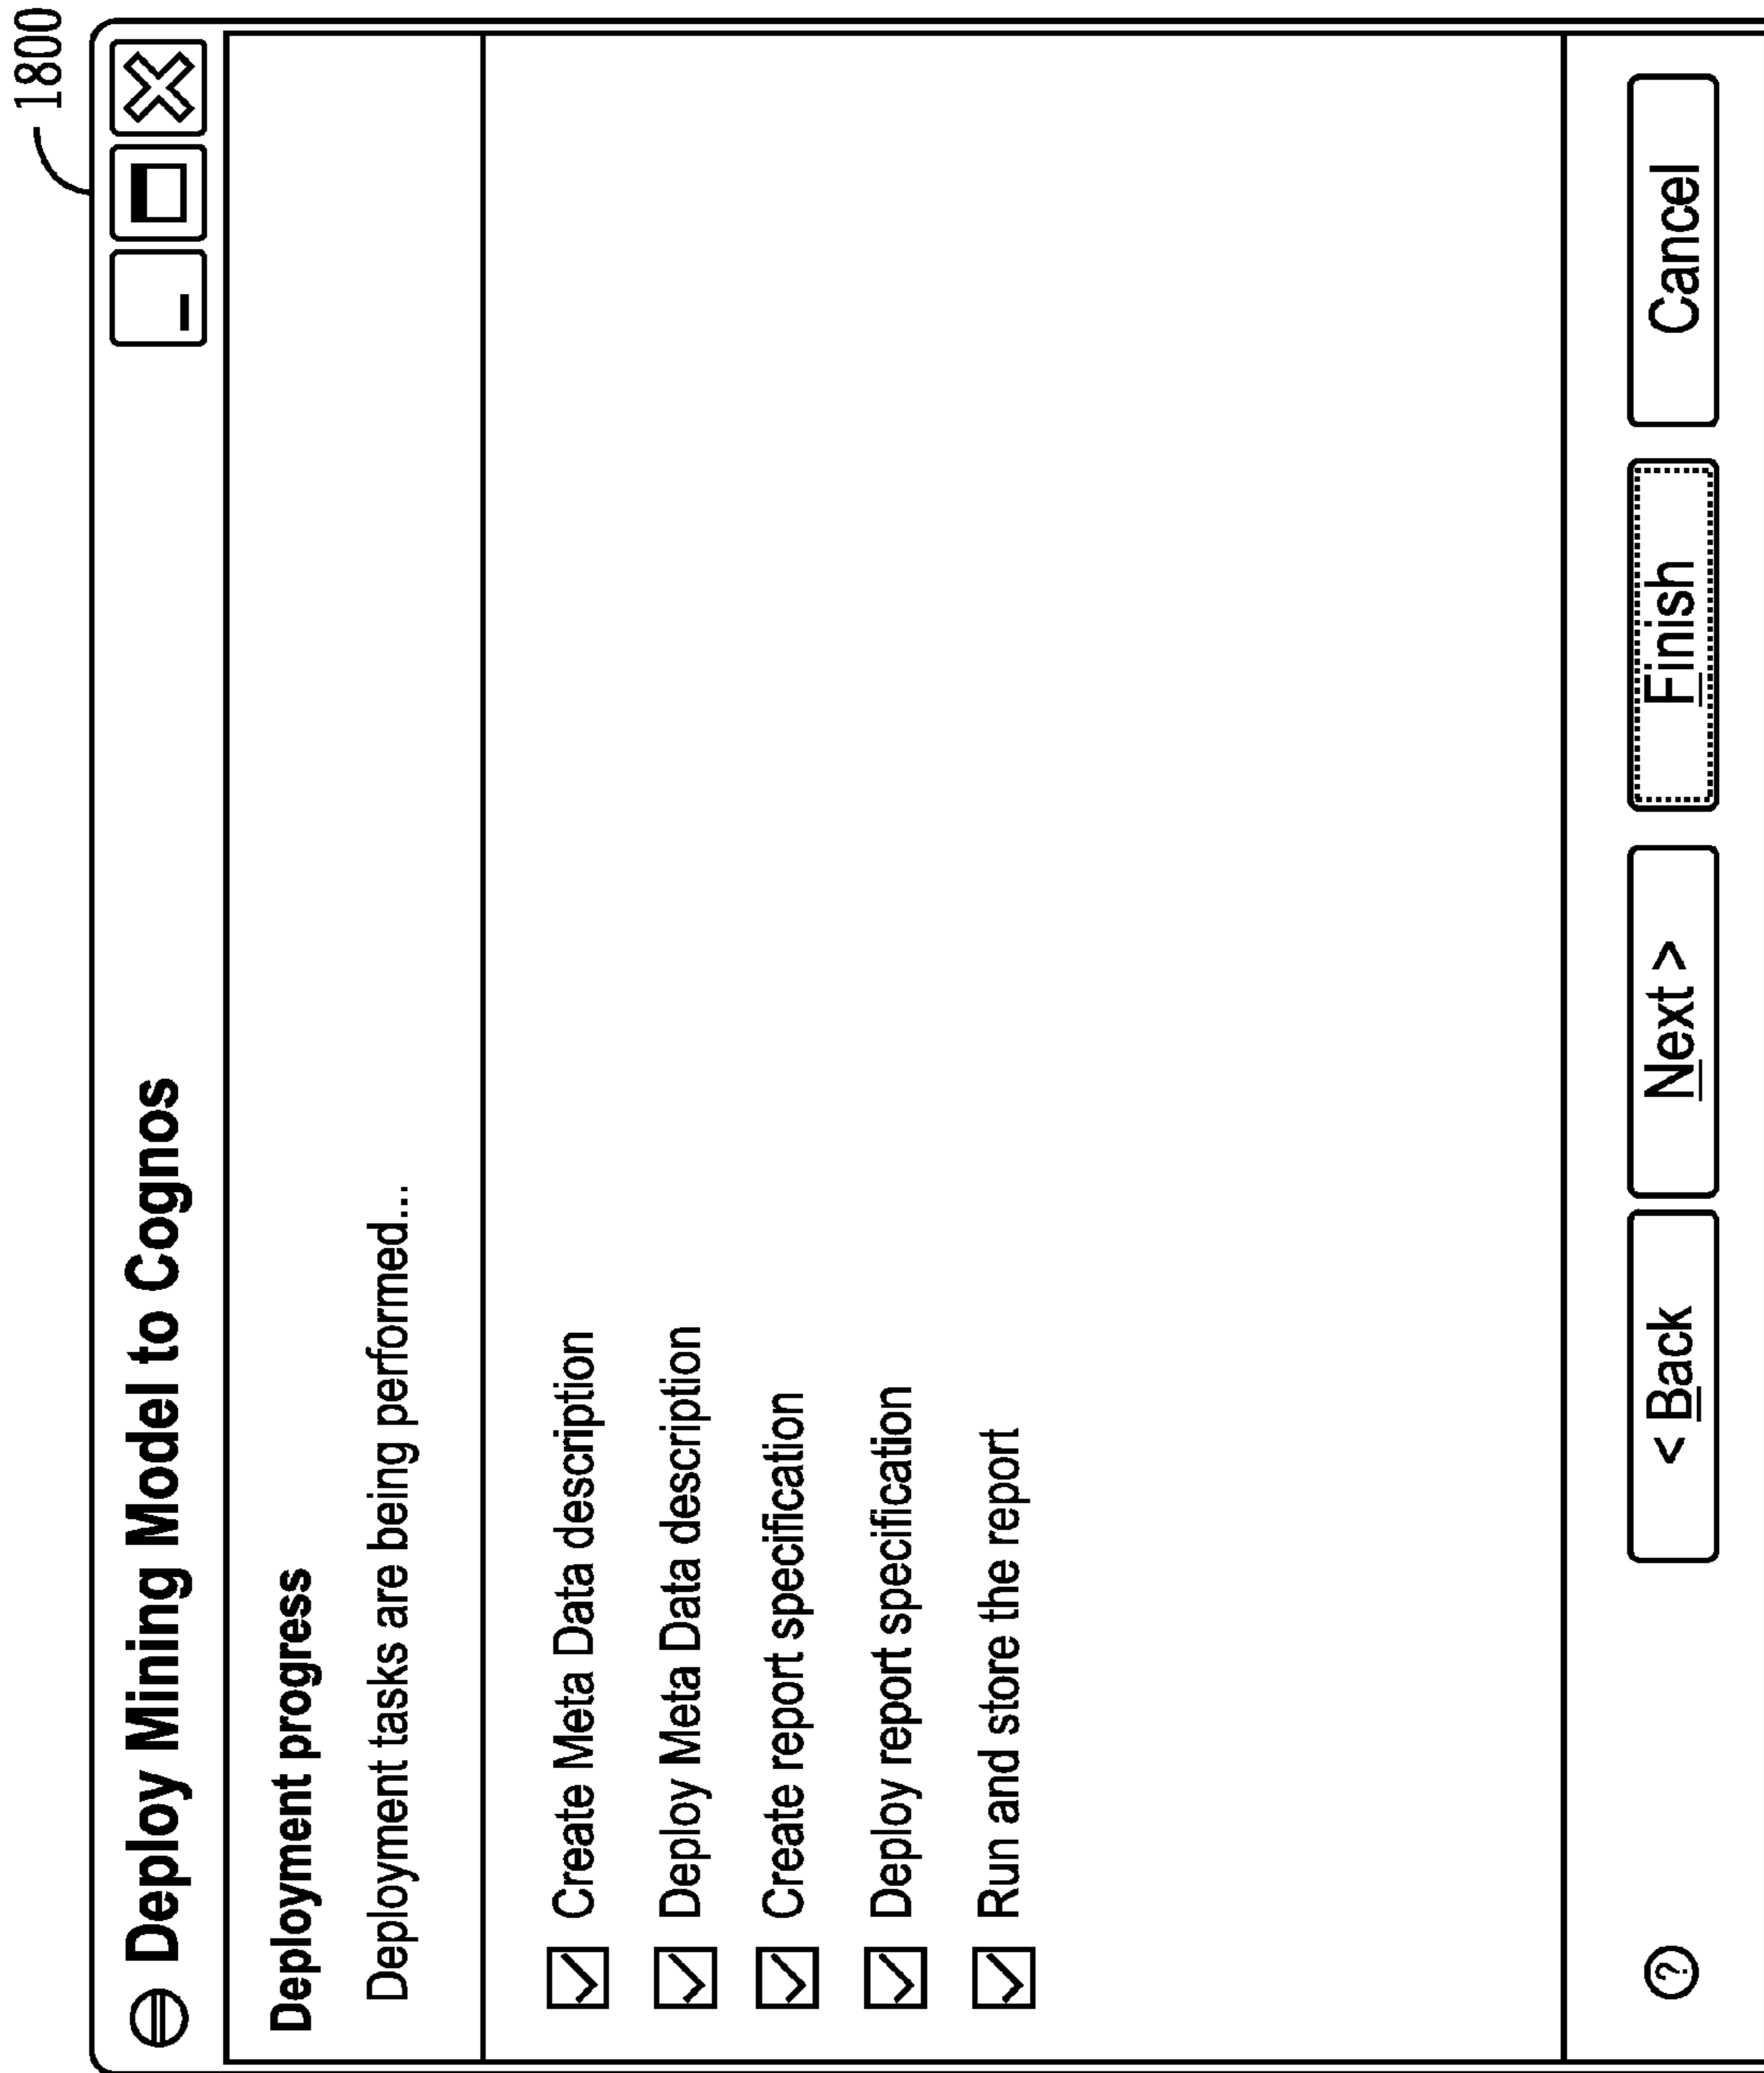 1800
Deploy Mining Model to Cognos
Deployment progress
Deployment tasks are being performed...
Create Meta Data description
Deploy Meta Data description
Create report specification
Deploy report specification
Run and store the report
? < Back Next > Finish Cancel